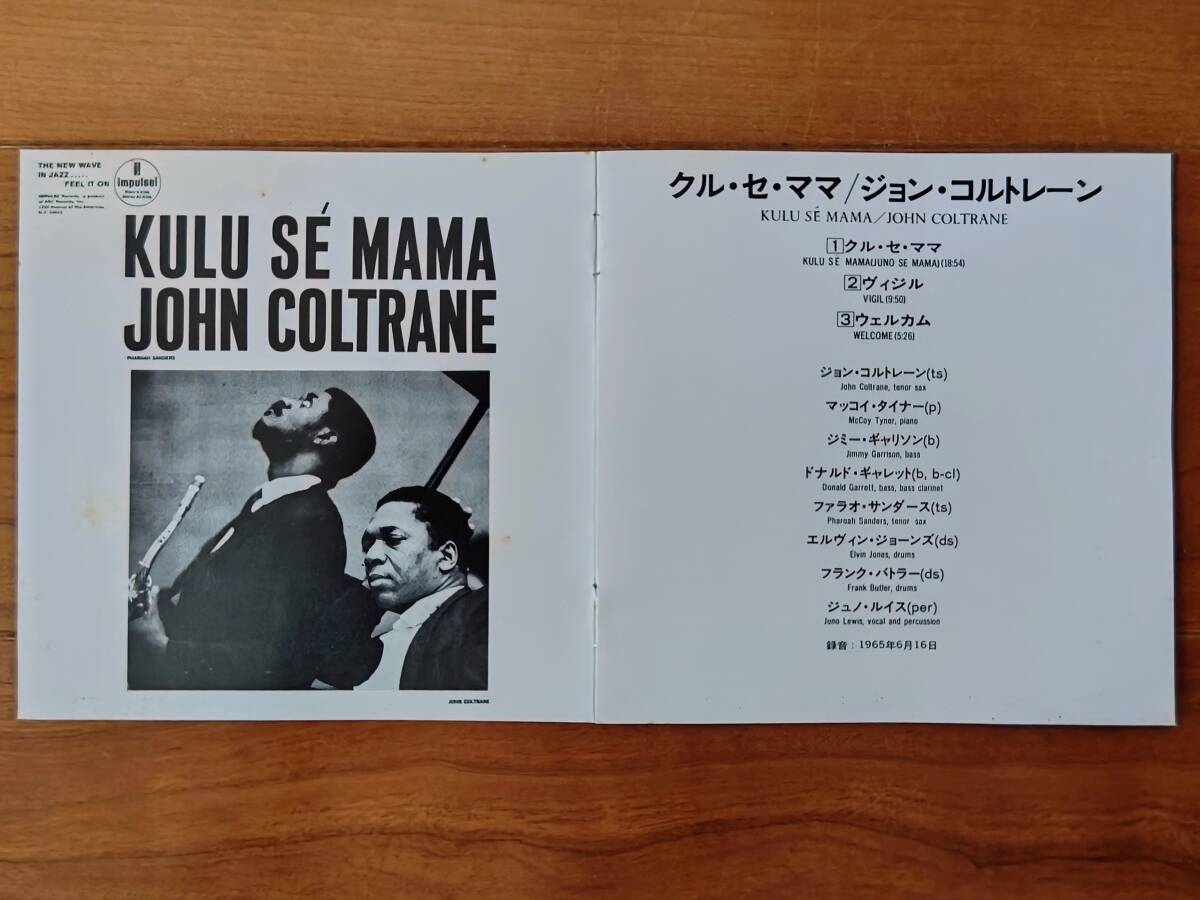 THE NEW WAVE
IN JAZZ.....
FEEL IT ON
impulse!
KULU SÉ MAMA
JOHN COLTRANE
PHAROAH SANDERS
JOHN COLTRANE
クル・セ・ママ/ジョン・コルトレーン
KULU SÉ MAMA/JOHN COLTRANE
1 クル・セ・ママ
KULU SÉ MAMA(JUNO SE MAMA)(18:54)
2 ヴィジル
VIGIL(9:50)
3 ウェルカム
WELCOME(5:26)
ジョン・コルトレーン(ts)
John Coltrane, tenor sax
マッコイ・タイナー(p)
McCoy Tyner, piano
ジミー・ギャリソン(b)
Jimmy Garrison, bass
ドナルド・ギャレット(b, b-cl)
Donald Garrett, bass, bass clarinet
ファラオ・サンダース(ts)
Pharoah Sanders, tenor sax
エルヴィン・ジョーンズ(ds)
Elvin Jones, drums
フランク・バトラー(ds)
Frank Butler, drums
ジュノ・ルイス(per)
Juno Lewis, vocal and percussion
録音：1965年6月16日